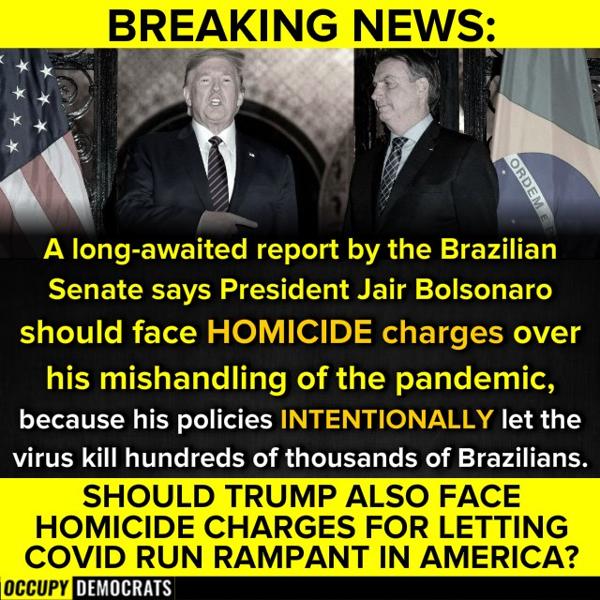 BREAKING NEWS:
ORDEM E
A long-awaited report by the Brazilian
Senate says President Jair Bolsonaro
should face HOMICIDE charges over
his mishandling of the pandemic,
because his policies INTENTIONALLY let the
virus kill hundreds of thousands of Brazilians.
SHOULD TRUMP ALSO FACE
HOMICIDE CHARGES FOR LETTING
COVID RUN RAMPANT IN AMERICA?
OCCUPY DEMOCRATS